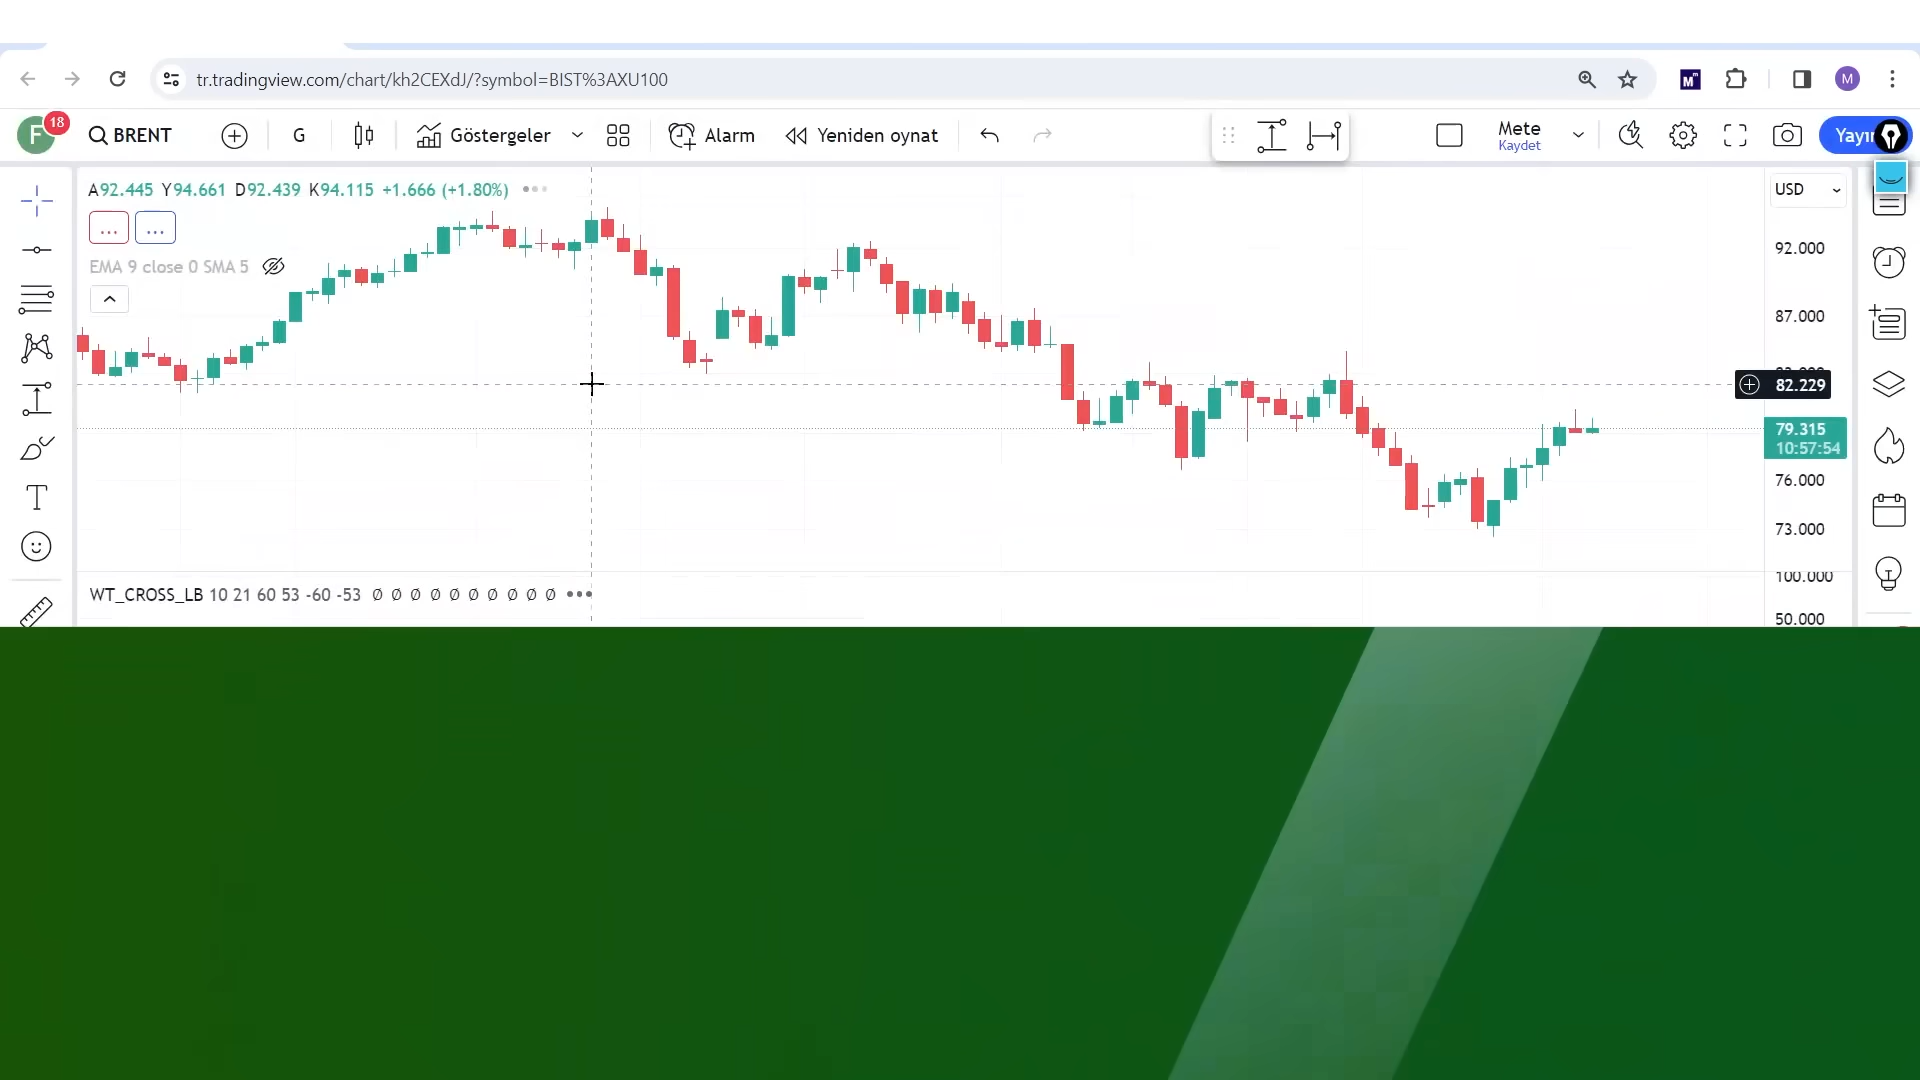 tr.tradingview.com/chart/kh2CEXdJ/?symbol=BIST%3AXU100
M
M
F
18
BRENT
G
Göstergeler
Alarm
Yeniden oynat
Mete
Kaydet
A92.445 Y94.661 D92.439 K94.115 +1.666 (+1.80%)
USD
EMA 9 close 0 SMA 5
92.000
87.000
82.229
79.315
10:57:54
76.000
73.000
100.000
WT_CROSS_LB 10 21 60 53 -60 -53 Ø Ø Ø Ø Ø Ø Ø Ø Ø Ø
50.000